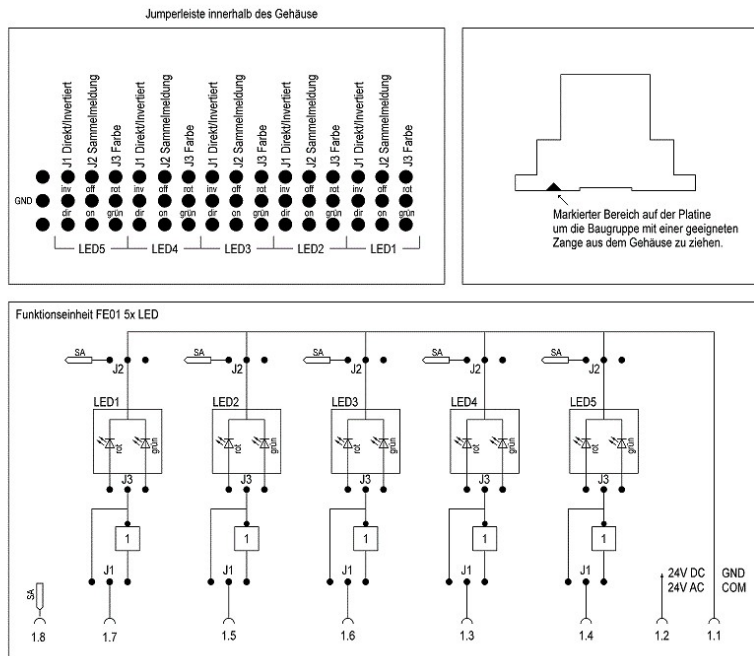 Jumperleiste innerhalb des Gehäuse
J1 Direkt/Invertiert
J2 Sammelmeldung
J3 Farbe
J1 Direkt/Invertiert
J2 Sammelmeldung
J3 Farbe
J1 Direkt/Invertiert
J2 Sammelmeldung
J3 Farbe
J1 Direkt/Invertiert
J2 Sammelmeldung
J3 Farbe
J1 Direkt/Invertiert
J2 Sammelmeldung
J3 Farbe
inv off rot inv off rot inv off rot inv off rot inv off rot
GND
dir on grün dir on grün dir on grün dir on grün dir on grün
LED5 LED4 LED3 LED2 LED1
Markierter Bereich auf der Platine
um die Baugruppe mit einer geeigneten
Zange aus dem Gehäuse zu ziehen.
Funktionseinheit FE01 5x LED
SA SA SA SA SA
J2 J2 J2 J2 J2
LED1 LED2 LED3 LED4 LED5
rot grün rot grün rot grün rot grün rot grün
J3 J3 J3 J3 J3
1 1 1 1 1
J1 J1 J1 J1 J1
24V DC GND
24V AC COM
SA
1.8 1.7 1.5 1.6 1.3 1.4 1.2 1.1